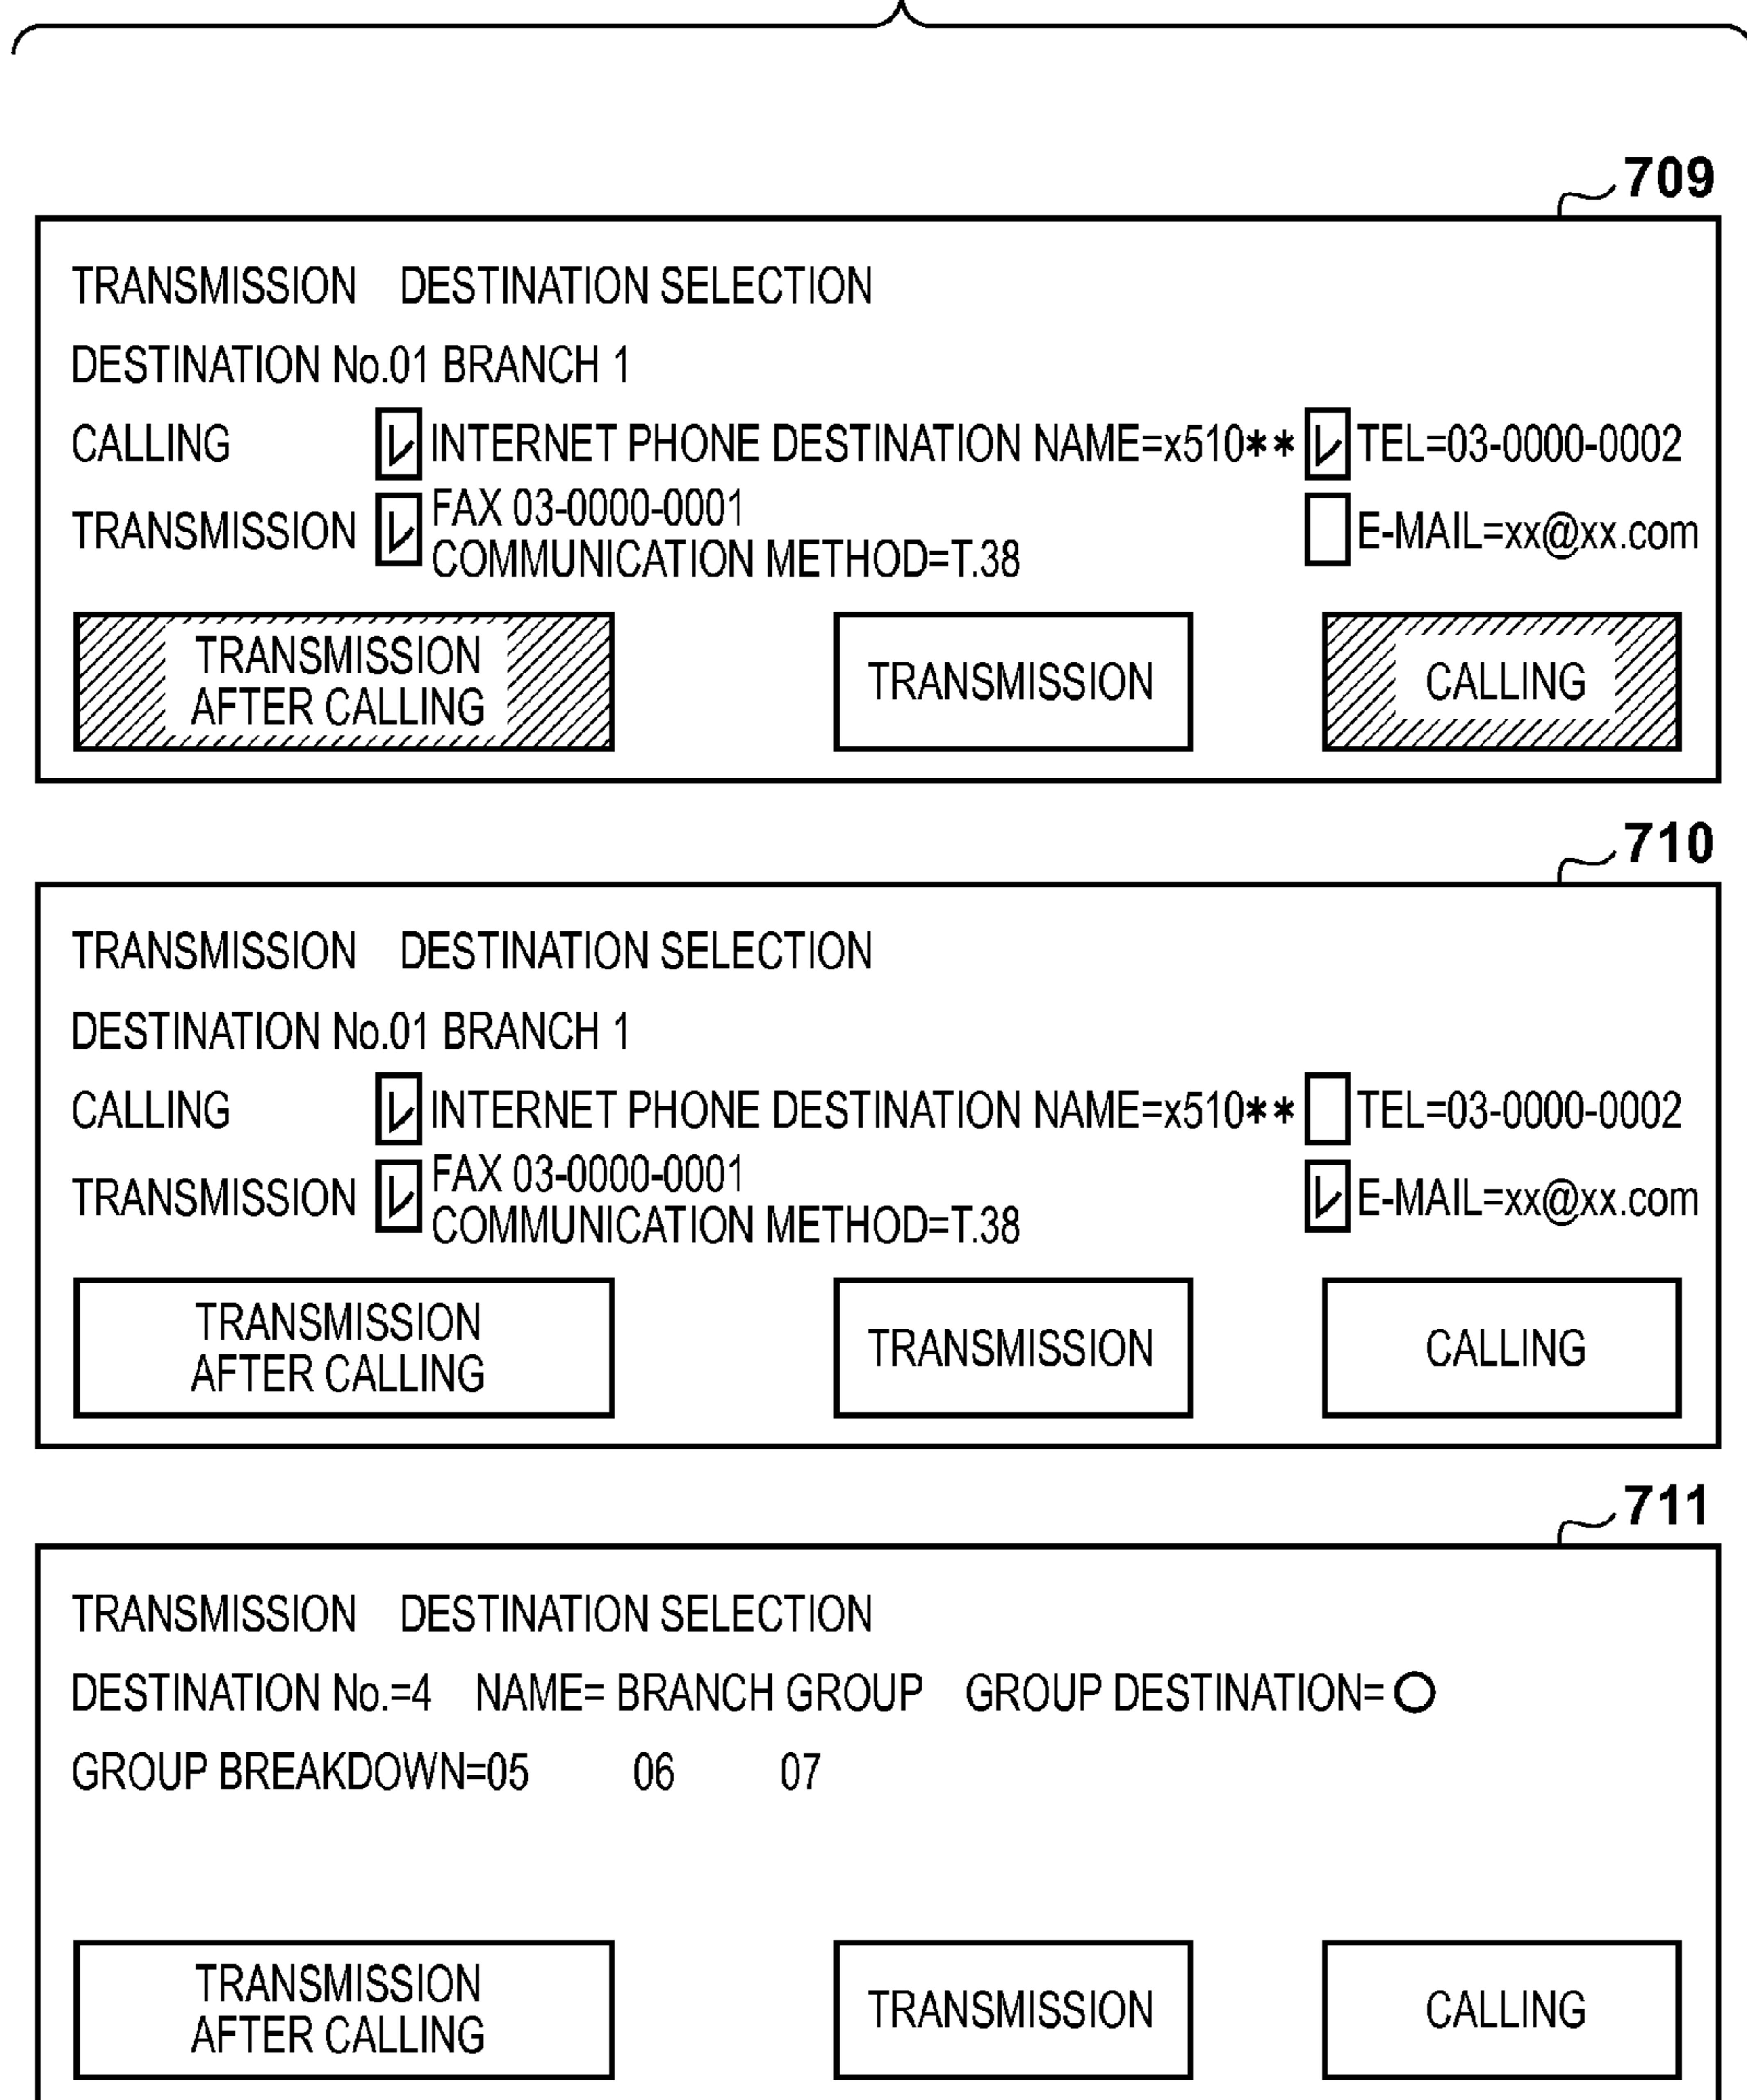 709
TRANSMISSION DESTINATION SELECTION
DESTINATION No.01 BRANCH 1
CALLING INTERNET PHONE DESTINATION NAME=x510** TEL=03-0000-0002
TRANSMISSION FAX 03-0000-0001 E-MAIL=xx@xx.com
COMMUNICATION METHOD=T.38
TRANSMISSION
AFTER CALLING
TRANSMISSION
CALLING
710
TRANSMISSION DESTINATION SELECTION
DESTINATION No.01 BRANCH 1
CALLING INTERNET PHONE DESTINATION NAME=x510** TEL=03-0000-0002
TRANSMISSION FAX 03-0000-0001 E-MAIL=xx@xx.com
COMMUNICATION METHOD=T.38
TRANSMISSION
AFTER CALLING
TRANSMISSION
CALLING
711
TRANSMISSION DESTINATION SELECTION
DESTINATION No.=4 NAME= BRANCH GROUP GROUP DESTINATION= ○
GROUP BREAKDOWN=05 06 07
TRANSMISSION
AFTER CALLING
TRANSMISSION
CALLING